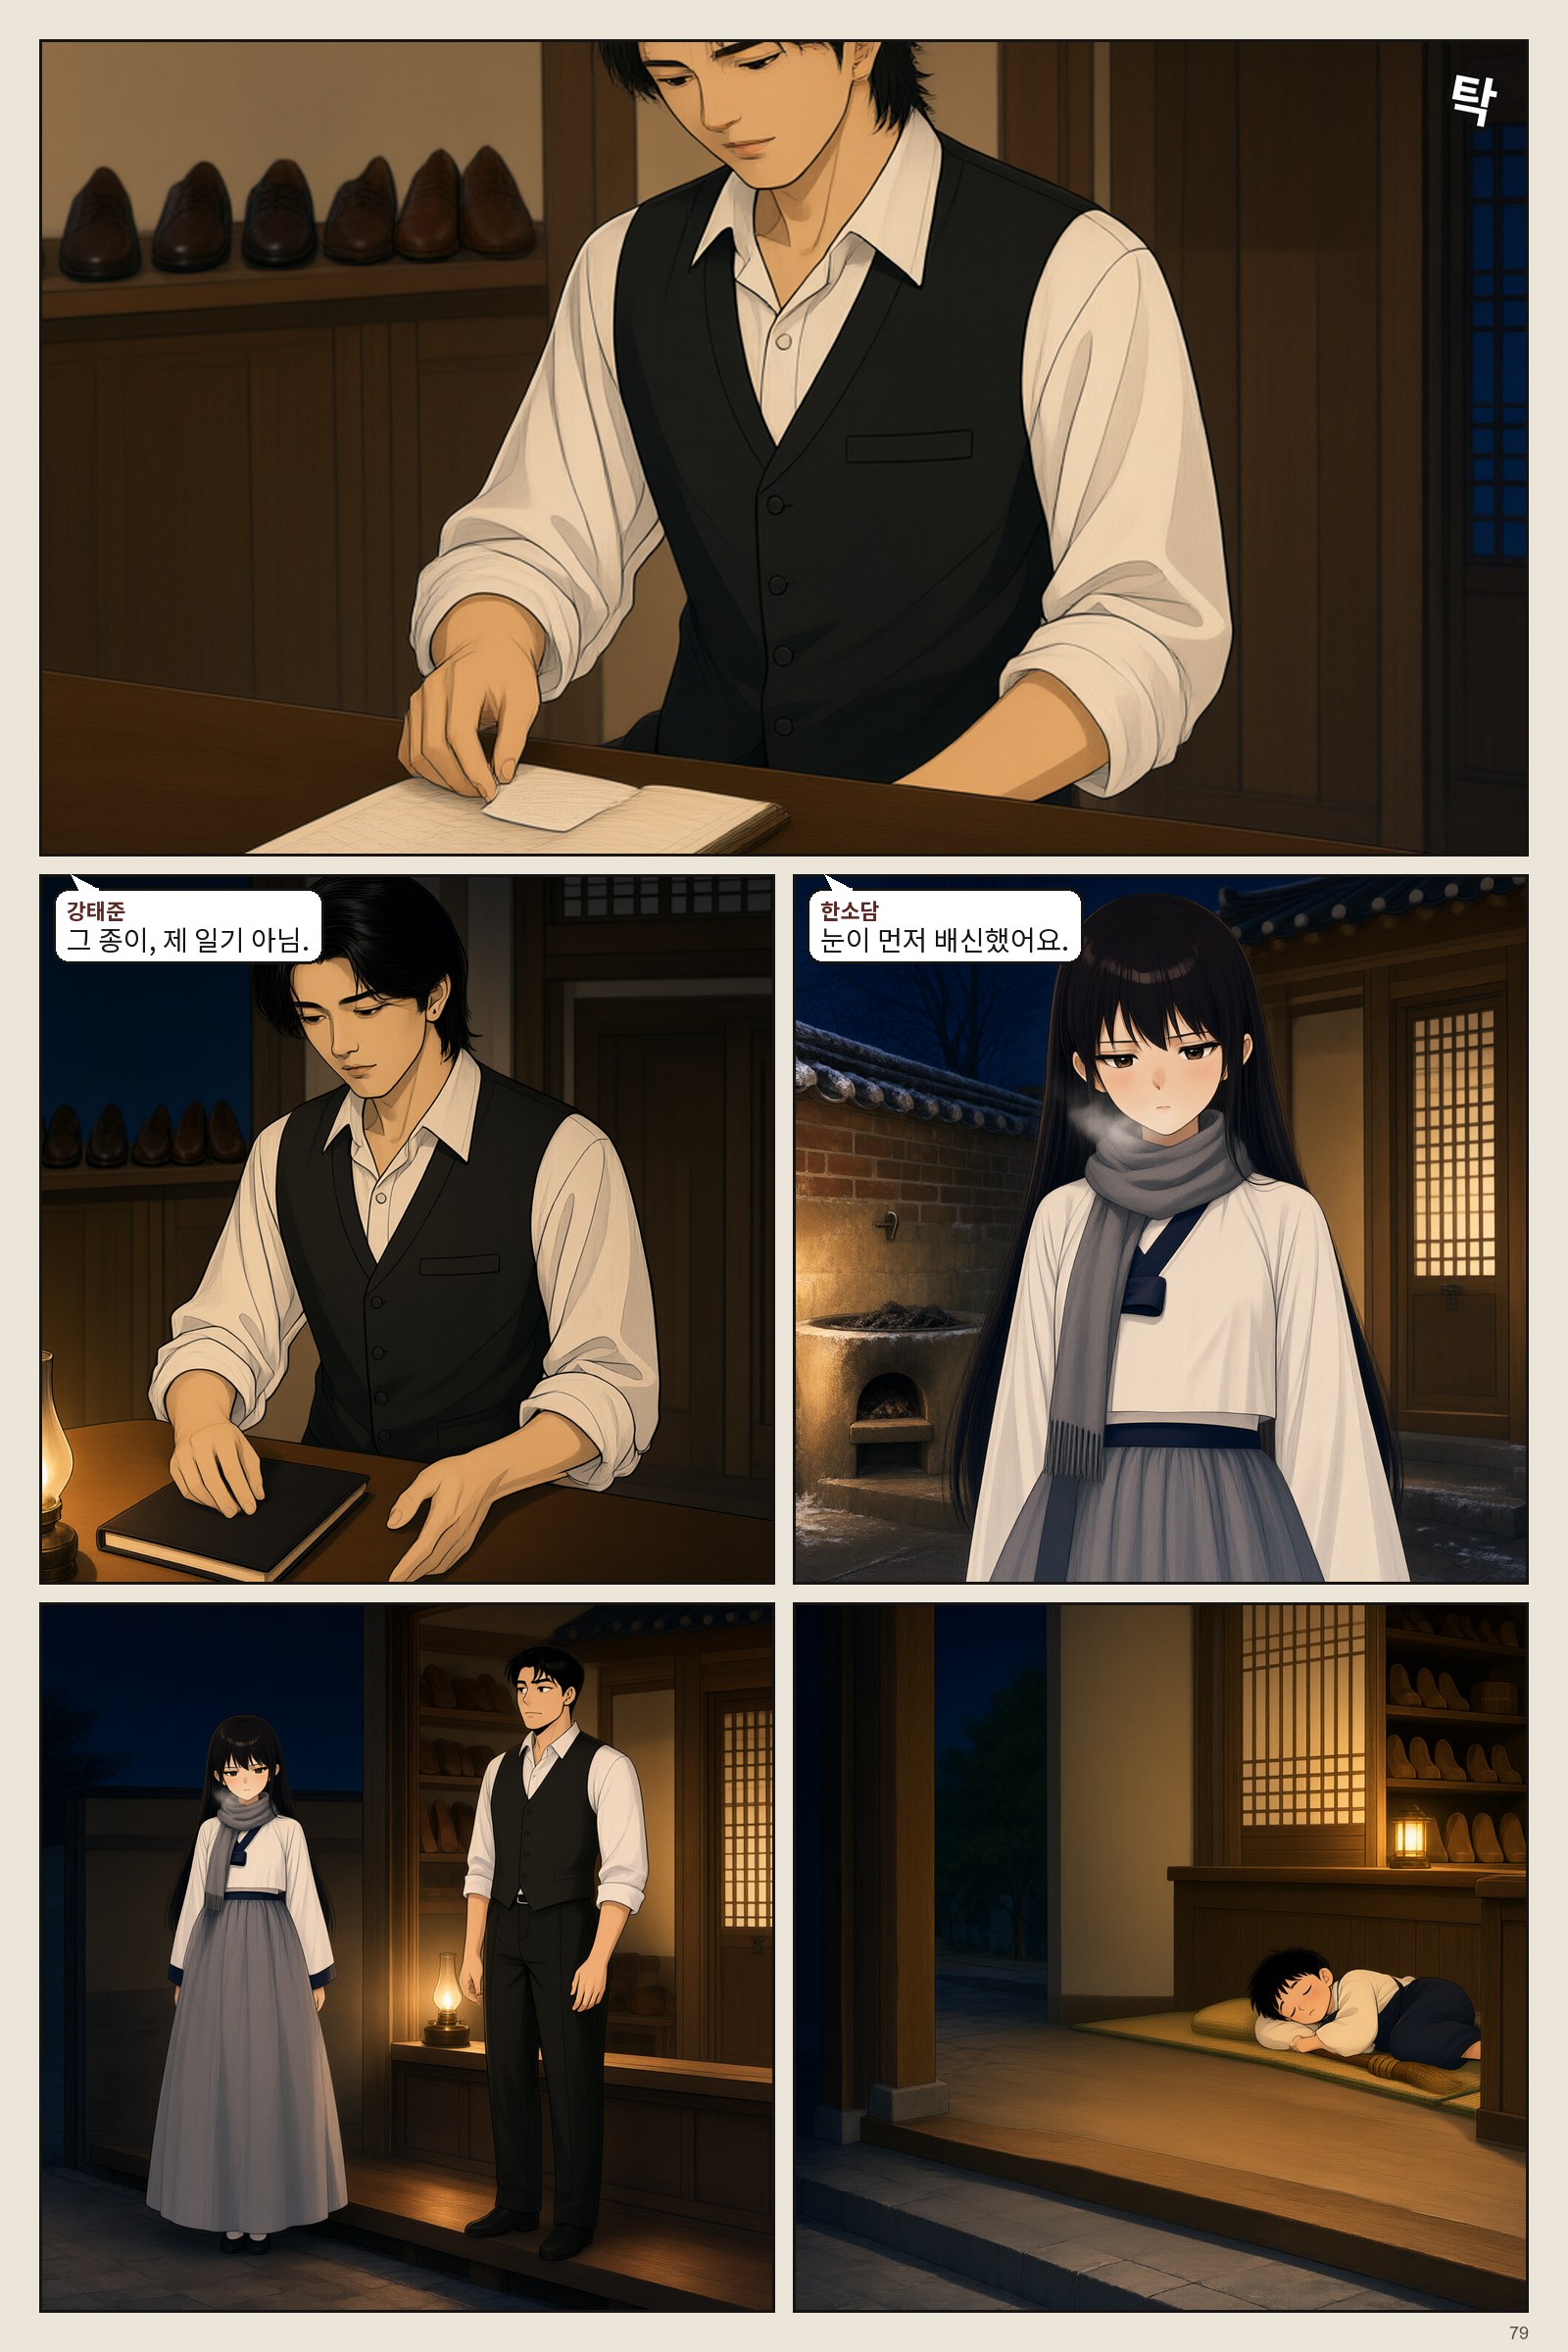 탁
강태준
그 종이, 제 일기 아님.
한소담
눈이 먼저 배신했어요.
79